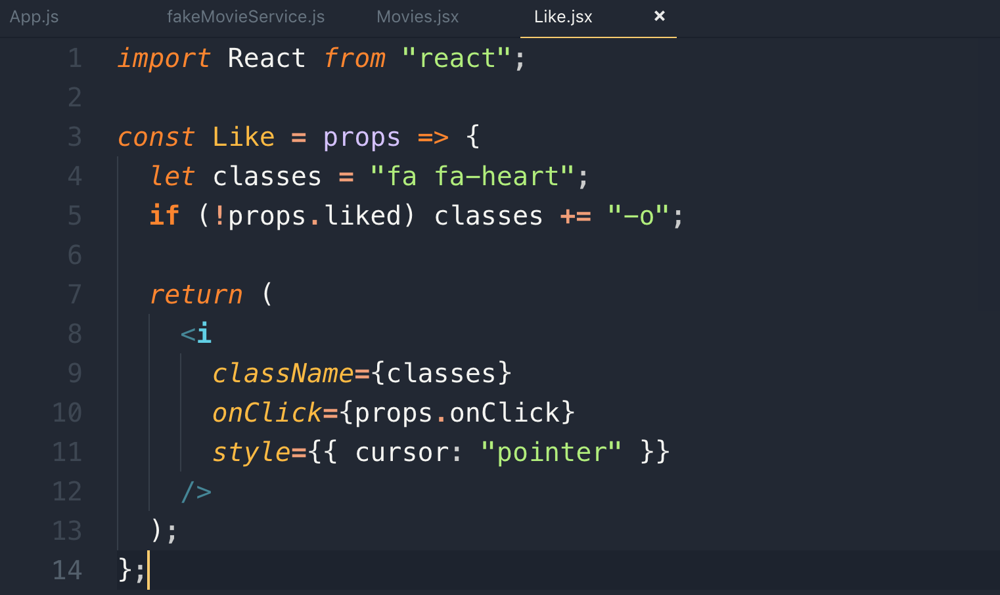 App.js fakeMovieService.js Movies.jsx Like.jsx ×
1 import React from "react";
2
3 const Like = props => {
4   let classes = "fa fa-heart";
5   if (!props.liked) classes += "-o";
6
7   return (
8     <i
9       className={classes}
10       onClick={props.onClick}
11       style={{ cursor: "pointer" }}
12     />
13   );
14 };